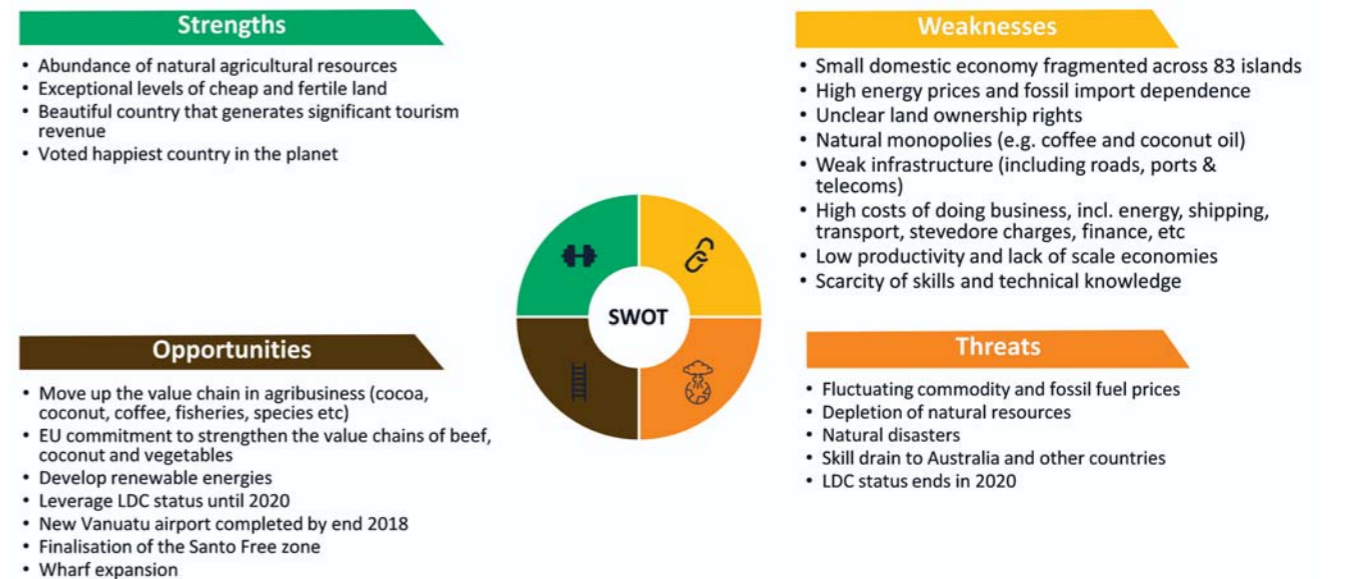 Strengths
• Abundance of natural agricultural resources
• Exceptional levels of cheap and fertile land
• Beautiful country that generates significant tourism
revenue
• Voted happiest country in the planet
Weaknesses
• Small domestic economy fragmented across 83 islands
• High energy prices and fossil import dependence
• Unclear land ownership rights
• Natural monopolies (e.g. coffee and coconut oil)
• Weak infrastructure (including roads, ports &
telecoms)
• High costs of doing business, incl. energy, shipping,
transport, stevedore charges, finance, etc
• Low productivity and lack of scale economies
• Scarcity of skills and technical knowledge
SWOT
Opportunities
• Move up the value chain in agribusiness (cocoa,
coconut, coffee, fisheries, species etc)
• EU commitment to strengthen the value chains of beef,
coconut and vegetables
• Develop renewable energies
• Leverage LDC status until 2020
• New Vanuatu airport completed by end 2018
• Finalisation of the Santo Free zone
• Wharf expansion
Threats
• Fluctuating commodity and fossil fuel prices
• Depletion of natural resources
• Natural disasters
• Skill drain to Australia and other countries
• LDC status ends in 2020